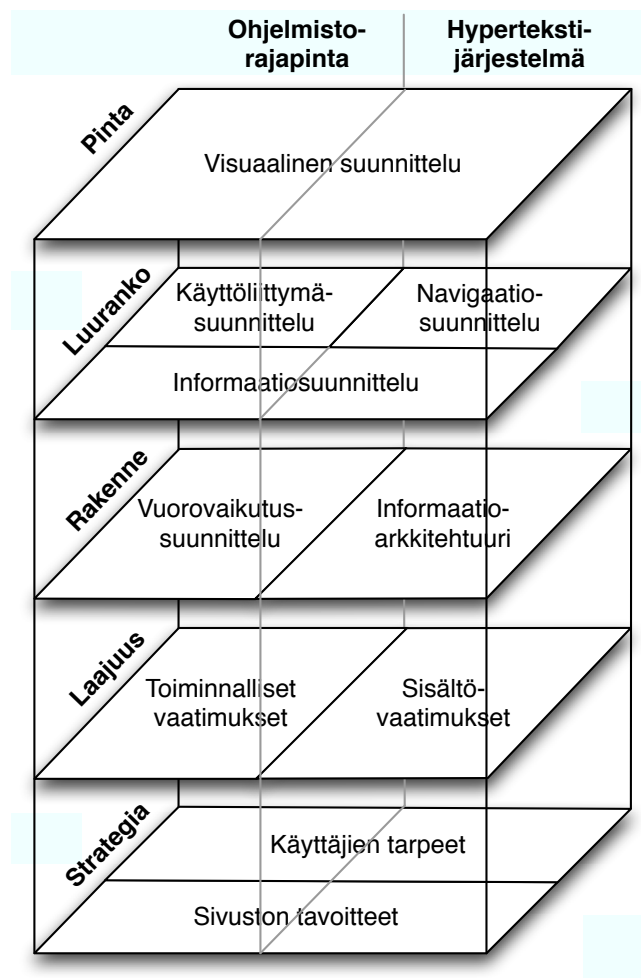 Ohjelmisto-
rajapinta
Hyperteksti-
järjestelmä
Pinta
Visuaalinen suunnittelu
Luuranko
Käyttöliittymä-
suunnittelu
Navigaatio-
suunnittelu
Informaatiosuunnittelu
Rakenne
Vuorovaikutus-
suunnittelu
Informaatio-
arkkitehtuuri
Laajuus
Toiminnalliset
vaatimukset
Sisältö-
vaatimukset
Strategia
Käyttäjien tarpeet
Sivuston tavoitteet